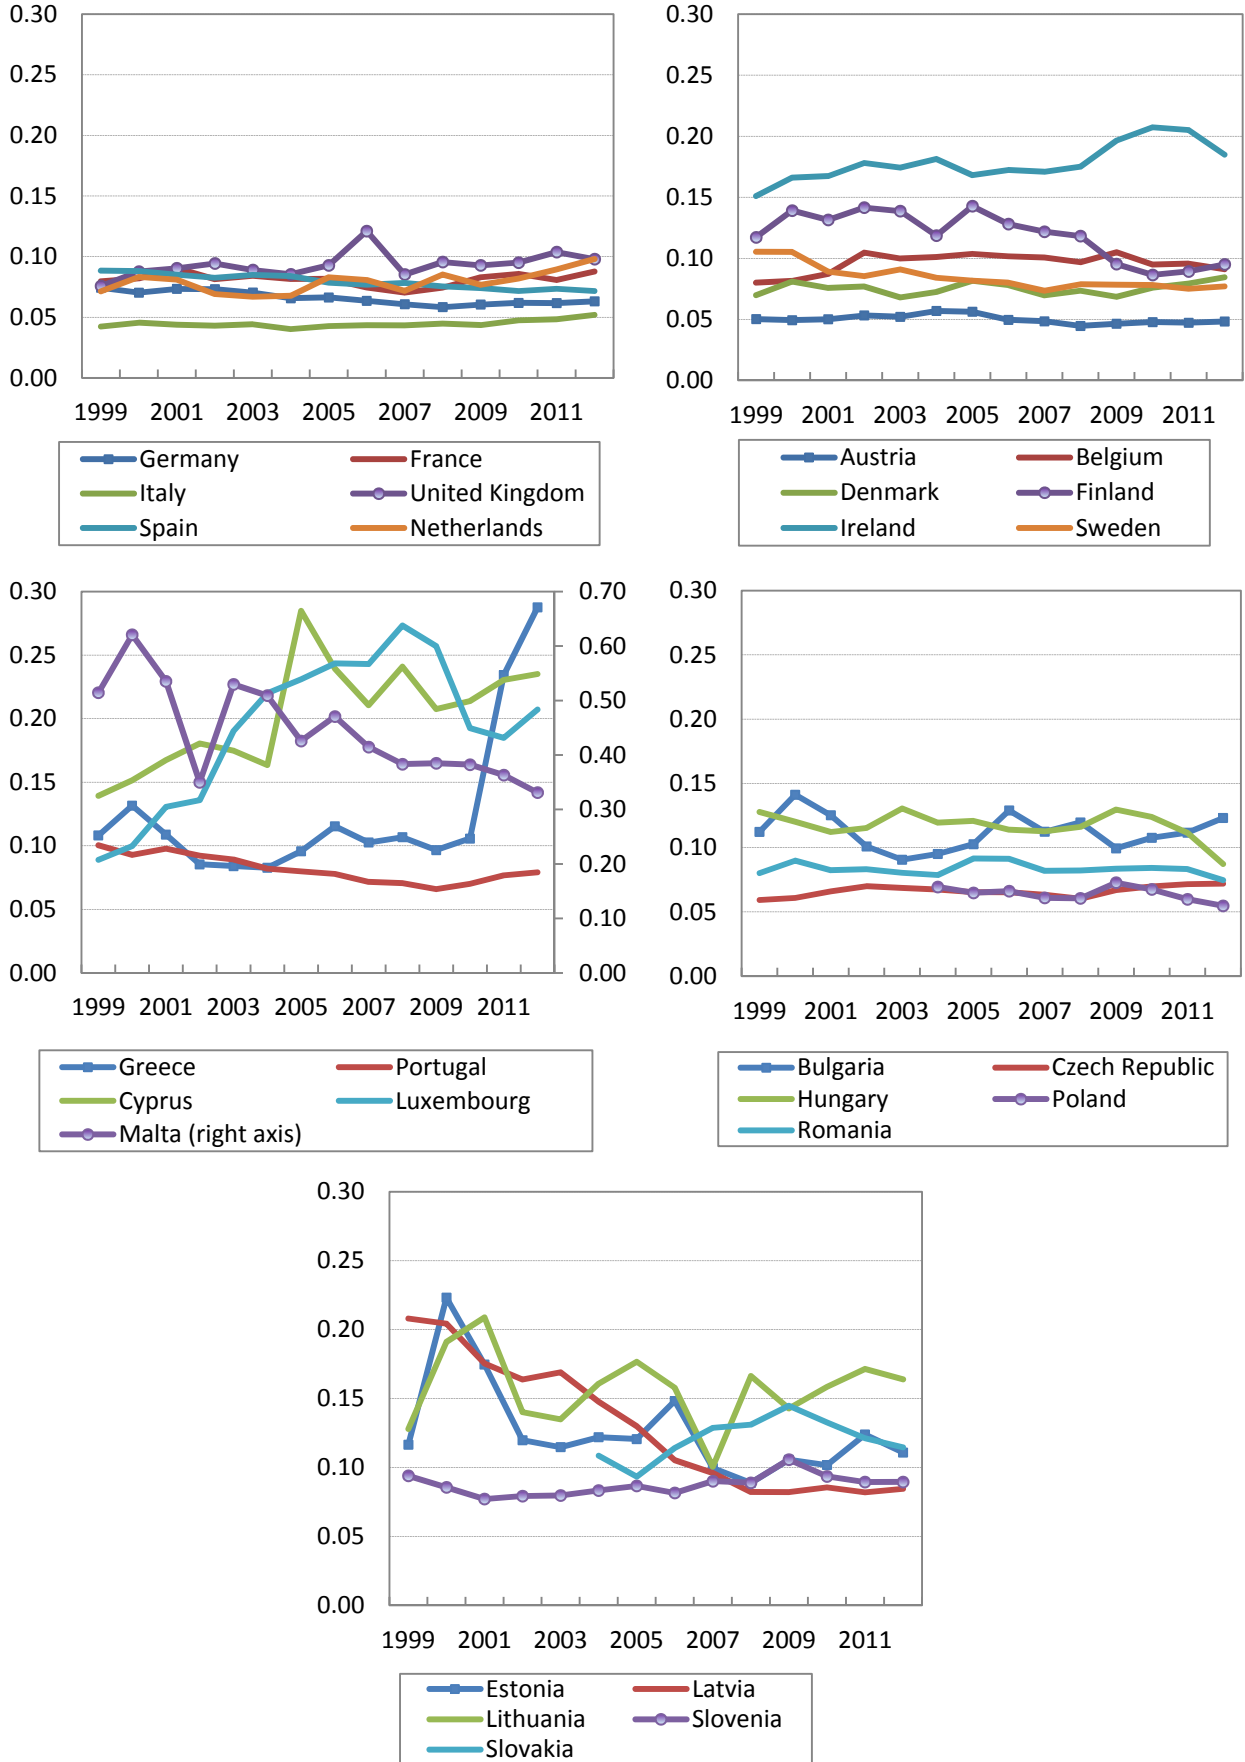 0.30
0.25
0.20
0.15
0.10
0.05
0.00
1999 2001 2003 2005 2007 2009 2011
Germany France
Italy United Kingdom
Spain Netherlands
0.30
0.25
0.20
0.15
0.10
0.05
0.00
1999 2001 2003 2005 2007 2009 2011
Austria Belgium
Denmark Finland
Ireland Sweden
0.30 0.70
0.25 0.60
0.20 0.50
0.15 0.40
0.10 0.30
0.05 0.20
0.00 0.10
0.00
1999 2001 2003 2005 2007 2009 2011
Greece Portugal
Cyprus Luxembourg
Malta (right axis)
0.30
0.25
0.20
0.15
0.10
0.05
0.00
1999 2001 2003 2005 2007 2009 2011
Bulgaria Czech Republic
Hungary Poland
Romania
0.30
0.25
0.20
0.15
0.10
0.05
0.00
1999 2001 2003 2005 2007 2009 2011
Estonia Latvia
Lithuania Slovenia
Slovakia